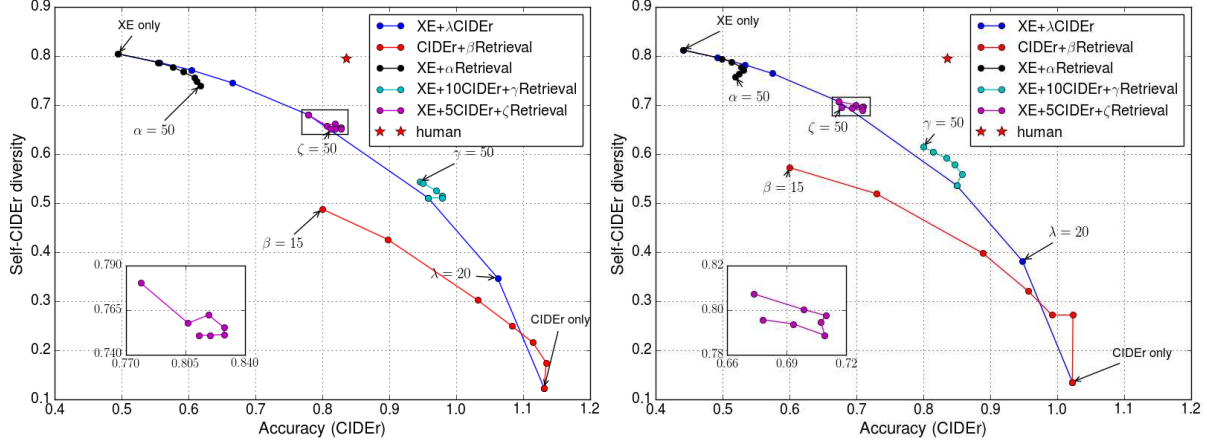 XE only
XE+λCIDEr
CIDEr+βRetrieval
XE+αRetrieval
XE+10CIDEr+γRetrieval
XE+5CIDEr+ζRetrieval
human
α = 50
ζ = 50
γ = 50
β = 15
λ = 20
CIDEr only
0.9
0.8
0.7
0.6
0.5
0.4
0.3
0.2
0.1
Self-CIDEr diversity
0.790
0.765
0.740
0.770
0.805
0.840
0.4
0.5
0.6
0.7
0.8
0.9
1.0
1.1
1.2
Accuracy (CIDEr)
XE only
XE+λCIDEr
CIDEr+βRetrieval
XE+αRetrieval
XE+10CIDEr+γRetrieval
XE+5CIDEr+ζRetrieval
human
α = 50
ζ = 50
γ = 50
β = 15
λ = 20
CIDEr only
0.9
0.8
0.7
0.6
0.5
0.4
0.3
0.2
0.1
Self-CIDEr diversity
0.82
0.80
0.78
0.66
0.68
0.70
0.72
0.4
0.5
0.6
0.7
0.8
0.9
1.0
1.1
1.2
Accuracy (CIDEr)